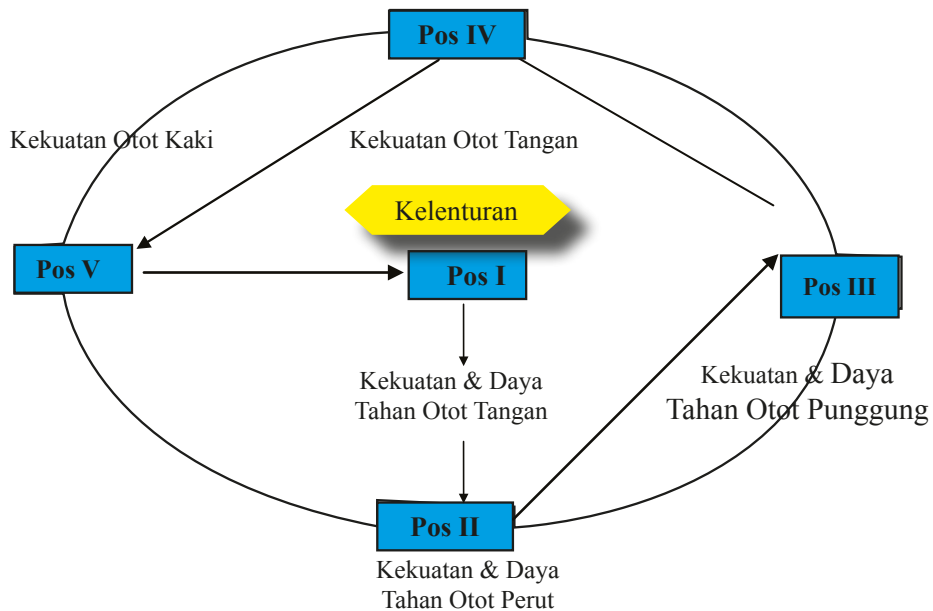 Pos IV
Kekuatan Otot Kaki
Kekuatan Otot Tangan
Kelenturan
Pos V
Pos I
Pos III
Kekuatan & Daya
Tahan Otot Tangan
Kekuatan & Daya
Tahan Otot Punggung
Pos II
Kekuatan & Daya
Tahan Otot Perut